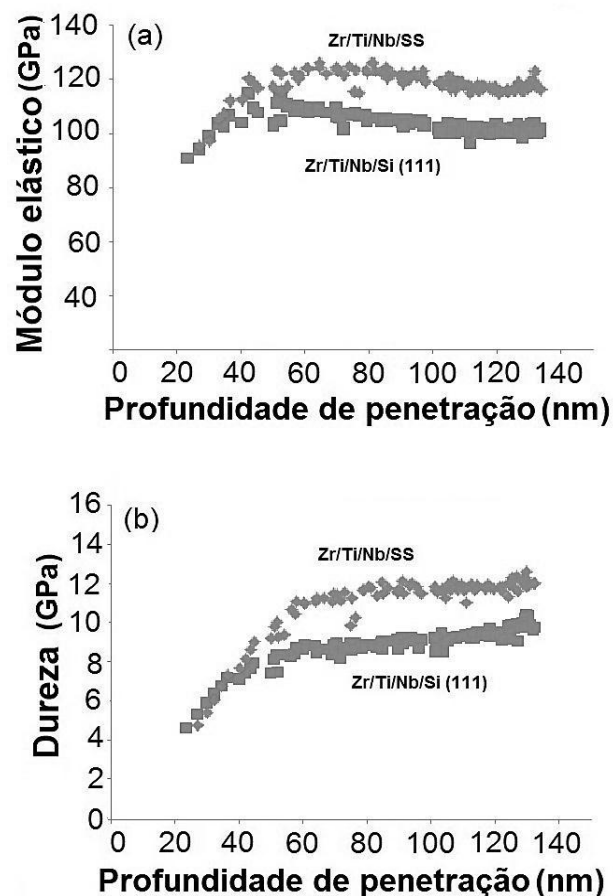 (a)
Zr/Ti/Nb/SS
Zr/Ti/Nb/Si (111)
Módulo elástico (GPa)
140
120
100
80
60
40
0 20 40 60 80 100 120 140
Profundidade de penetração (nm)
(b)
Zr/Ti/Nb/SS
Zr/Ti/Nb/Si (111)
Dureza (GPa)
16
14
12
10
8
6
4
2
0
0 20 40 60 80 100 120 140
Profundidade de penetração (nm)